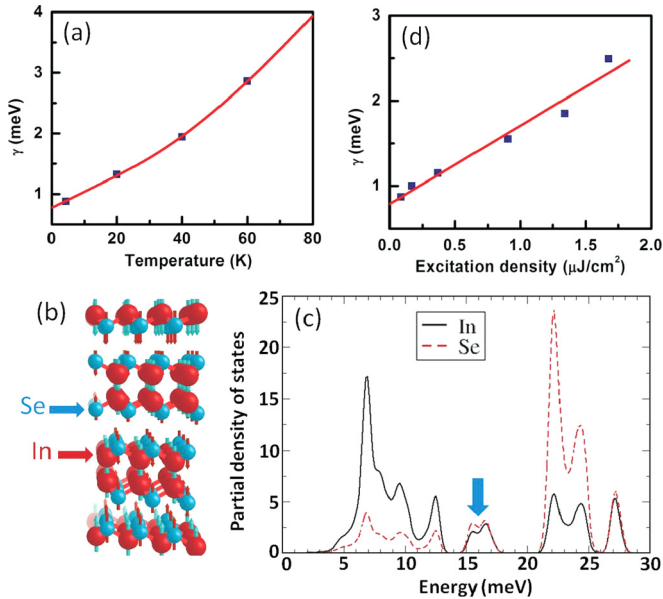 (a)
4
3
2
1
γ (meV)
0 20 40 60 80
Temperature (K)
(d)
3
2
1
γ (meV)
0.0 0.5 1.0 1.5 2.0
Excitation density (μJ/cm²)
(b)
Se
In
(c)
In
Se
25
20
15
10
5
0
Partial density of states
0 5 10 15 20 25 30
Energy (meV)